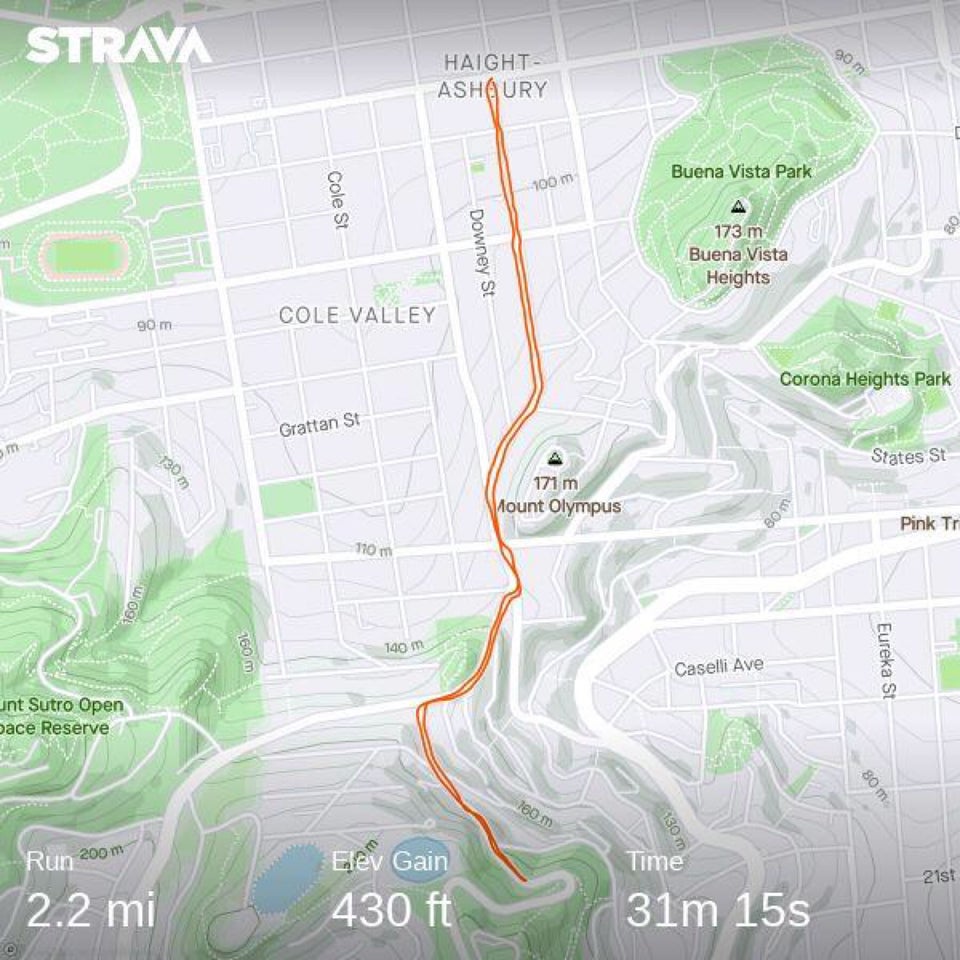 STRAVA
HAIGHT-
ASHBURY
90 m
Buena Vista Park
173 m
Buena Vista
Heights
100 m
Cole St
Downey St
80
m
COLE VALLEY
90 m
Corona Heights Park
Grattan St
States St
130 m
171 m
Mount Olympus
80 m
Pink Tri
110 m
160 m
160 m
140 m
Caselli Ave
Eureka St
unt Sutro Open
pace Reserve
80 m
160 m
130 m
200 m
21st
Run
Elev Gain
Time
2.2 mi
430 ft
31m 15s